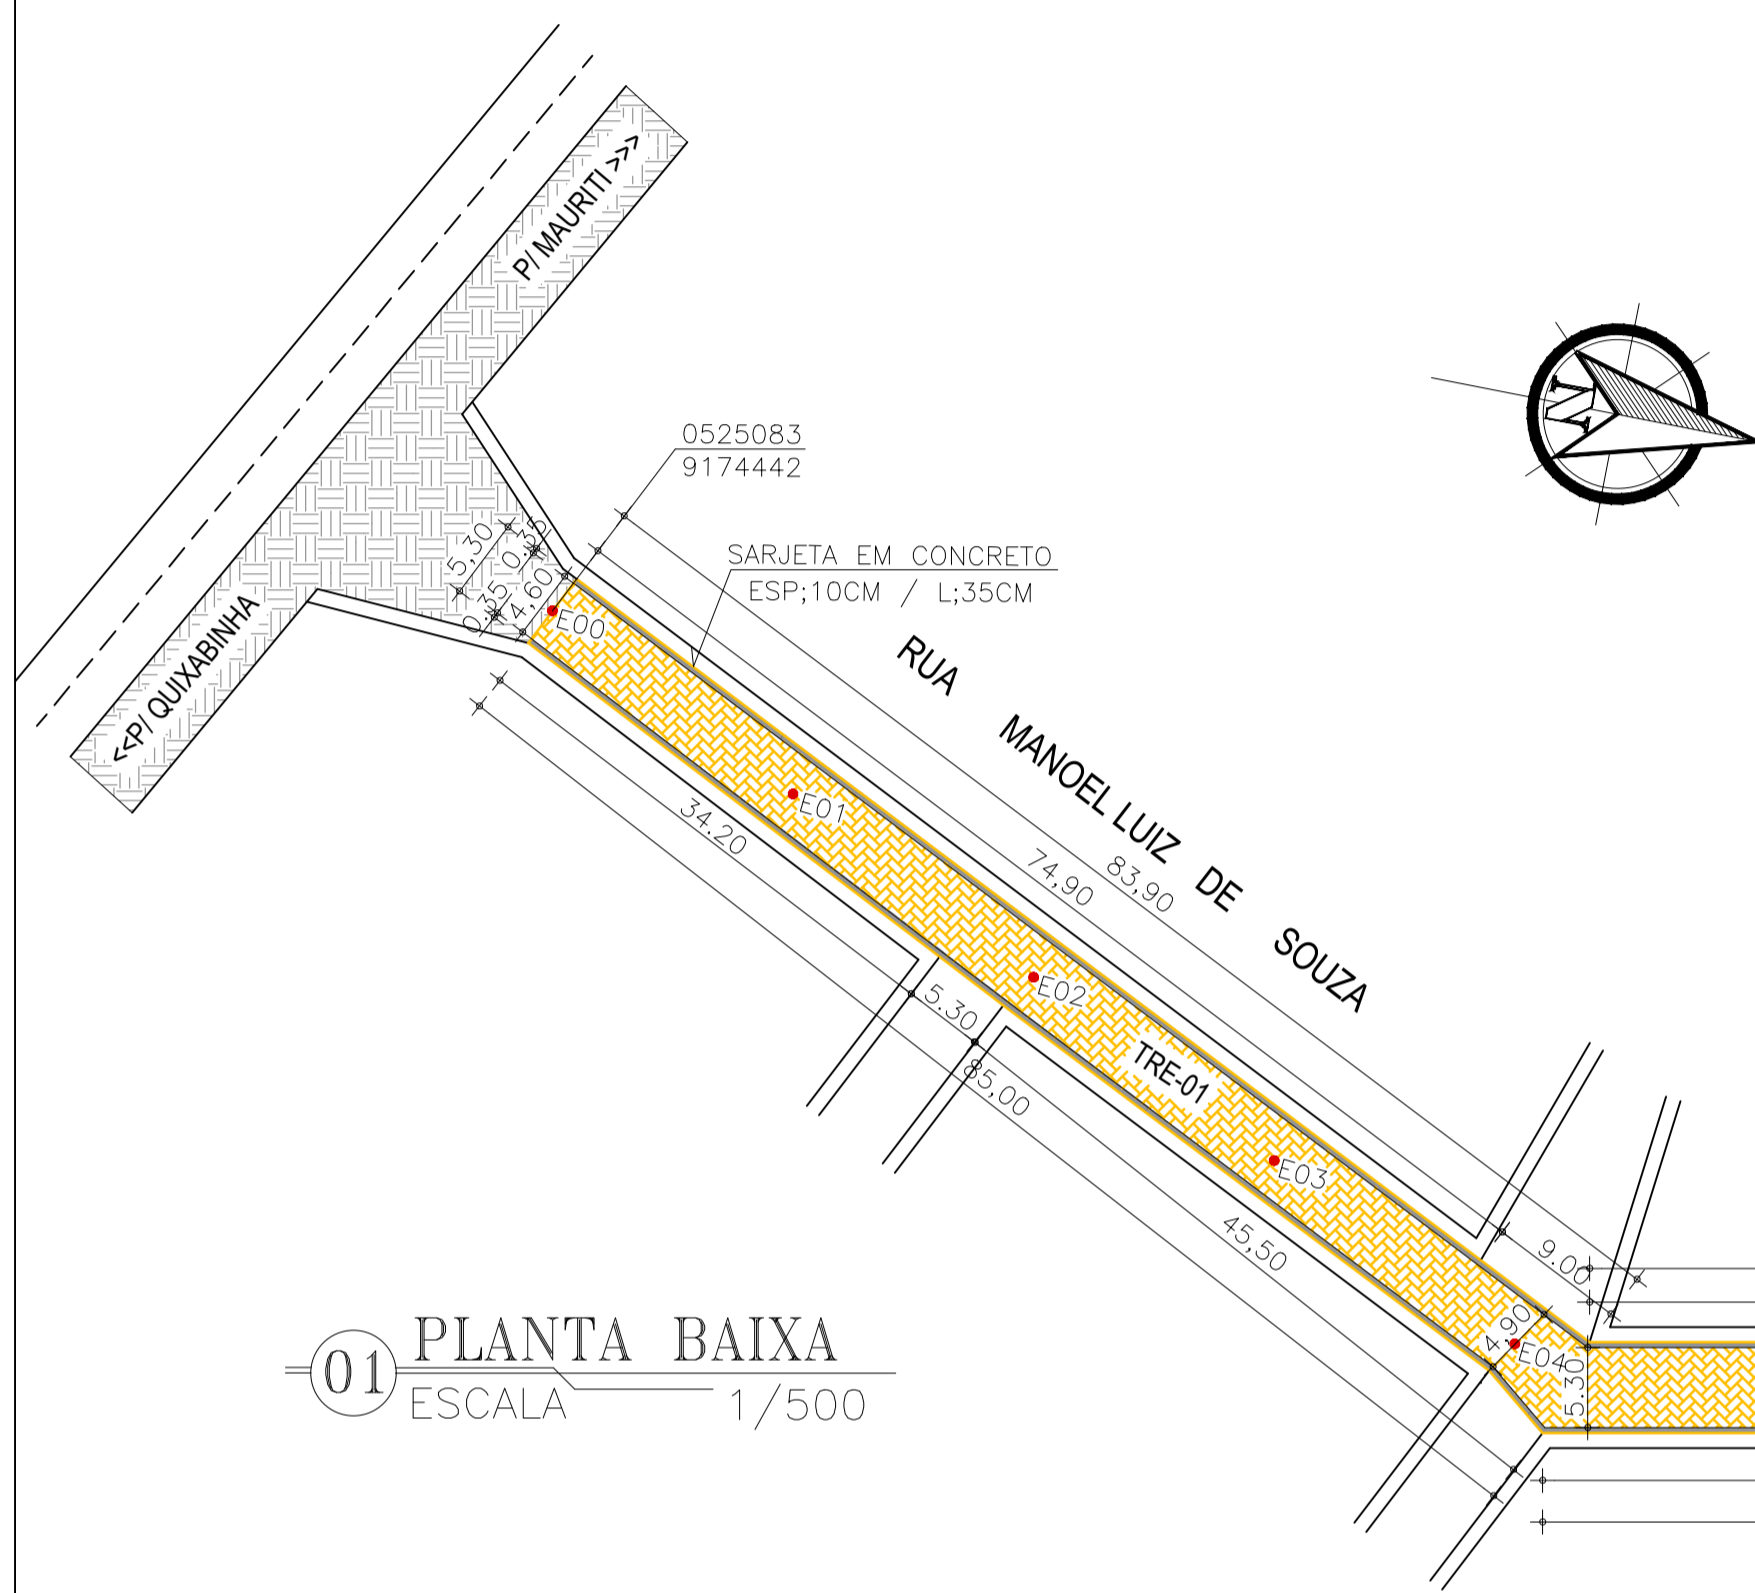 P/ MAURITI >>>
<<P/ QUIXABINHA
0525083
9174442
SARJETA EM CONCRETO
ESP;10CM / L;35CM
N
5,30
0.35
0.35
4,60
E00
RUA MANOEL LUIZ DE SOUZA
E01
34.20
74,90
83,90
E02
5.30
85,00
TRE-01
E03
45,50
9.00
4,90
E04
5.30
01
PLANTA BAIXA
ESCALA 1/500